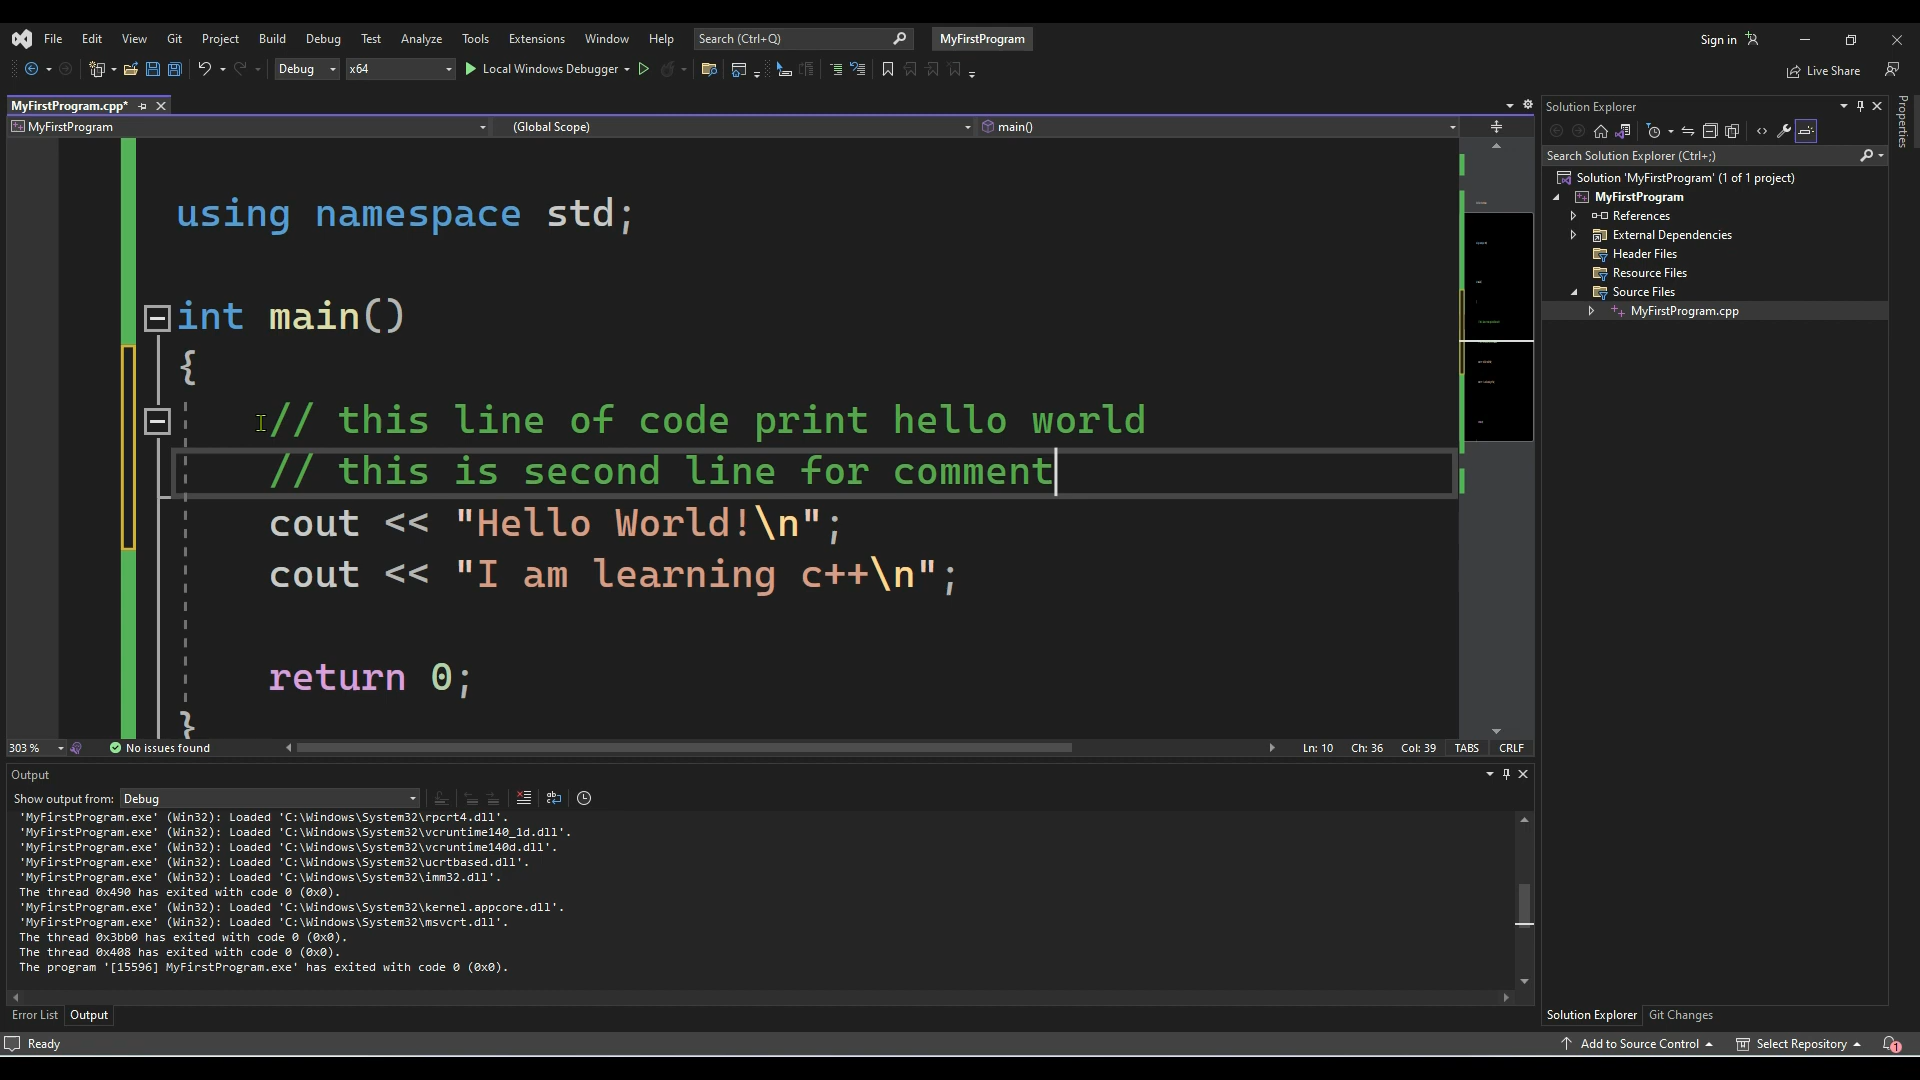 File Edit View Git Project Build Debug Test Analyze Tools Extensions Window Help Search (Ctrl+Q) MyFirstProgram Sign in
Debug x64 Local Windows Debugger Live Share
MyFirstProgram.cpp*
MyFirstProgram (Global Scope) main()
using namespace std;
int main()
{
// this line of code print hello world
// this is second line for comment
cout << "Hello World!\n";
cout << "I am learning c++\n";
return 0;
}
303 % No issues found Ln: 10 Ch: 36 Col: 39 TABS CRLF
Output
Show output from: Debug
'MyFirstProgram.exe' (Win32): Loaded 'C:\Windows\System32\rpcrt4.dll'.
'MyFirstProgram.exe' (Win32): Loaded 'C:\Windows\System32\vcruntime140_1d.dll'.
'MyFirstProgram.exe' (Win32): Loaded 'C:\Windows\System32\vcruntime140d.dll'.
'MyFirstProgram.exe' (Win32): Loaded 'C:\Windows\System32\ucrtbased.dll'.
'MyFirstProgram.exe' (Win32): Loaded 'C:\Windows\System32\imm32.dll'.
The thread 0x490 has exited with code 0 (0x0).
'MyFirstProgram.exe' (Win32): Loaded 'C:\Windows\System32\kernel.appcore.dll'.
'MyFirstProgram.exe' (Win32): Loaded 'C:\Windows\System32\msvcrt.dll'.
The thread 0x3bb0 has exited with code 0 (0x0).
The thread 0x408 has exited with code 0 (0x0).
The program '[15596] MyFirstProgram.exe' has exited with code 0 (0x0).
Error List Output
Solution Explorer
Search Solution Explorer (Ctrl+;)
Solution 'MyFirstProgram' (1 of 1 project)
MyFirstProgram
References
External Dependencies
Header Files
Resource Files
Source Files
MyFirstProgram.cpp
Solution Explorer Git Changes
Properties
Ready Add to Source Control Select Repository 1